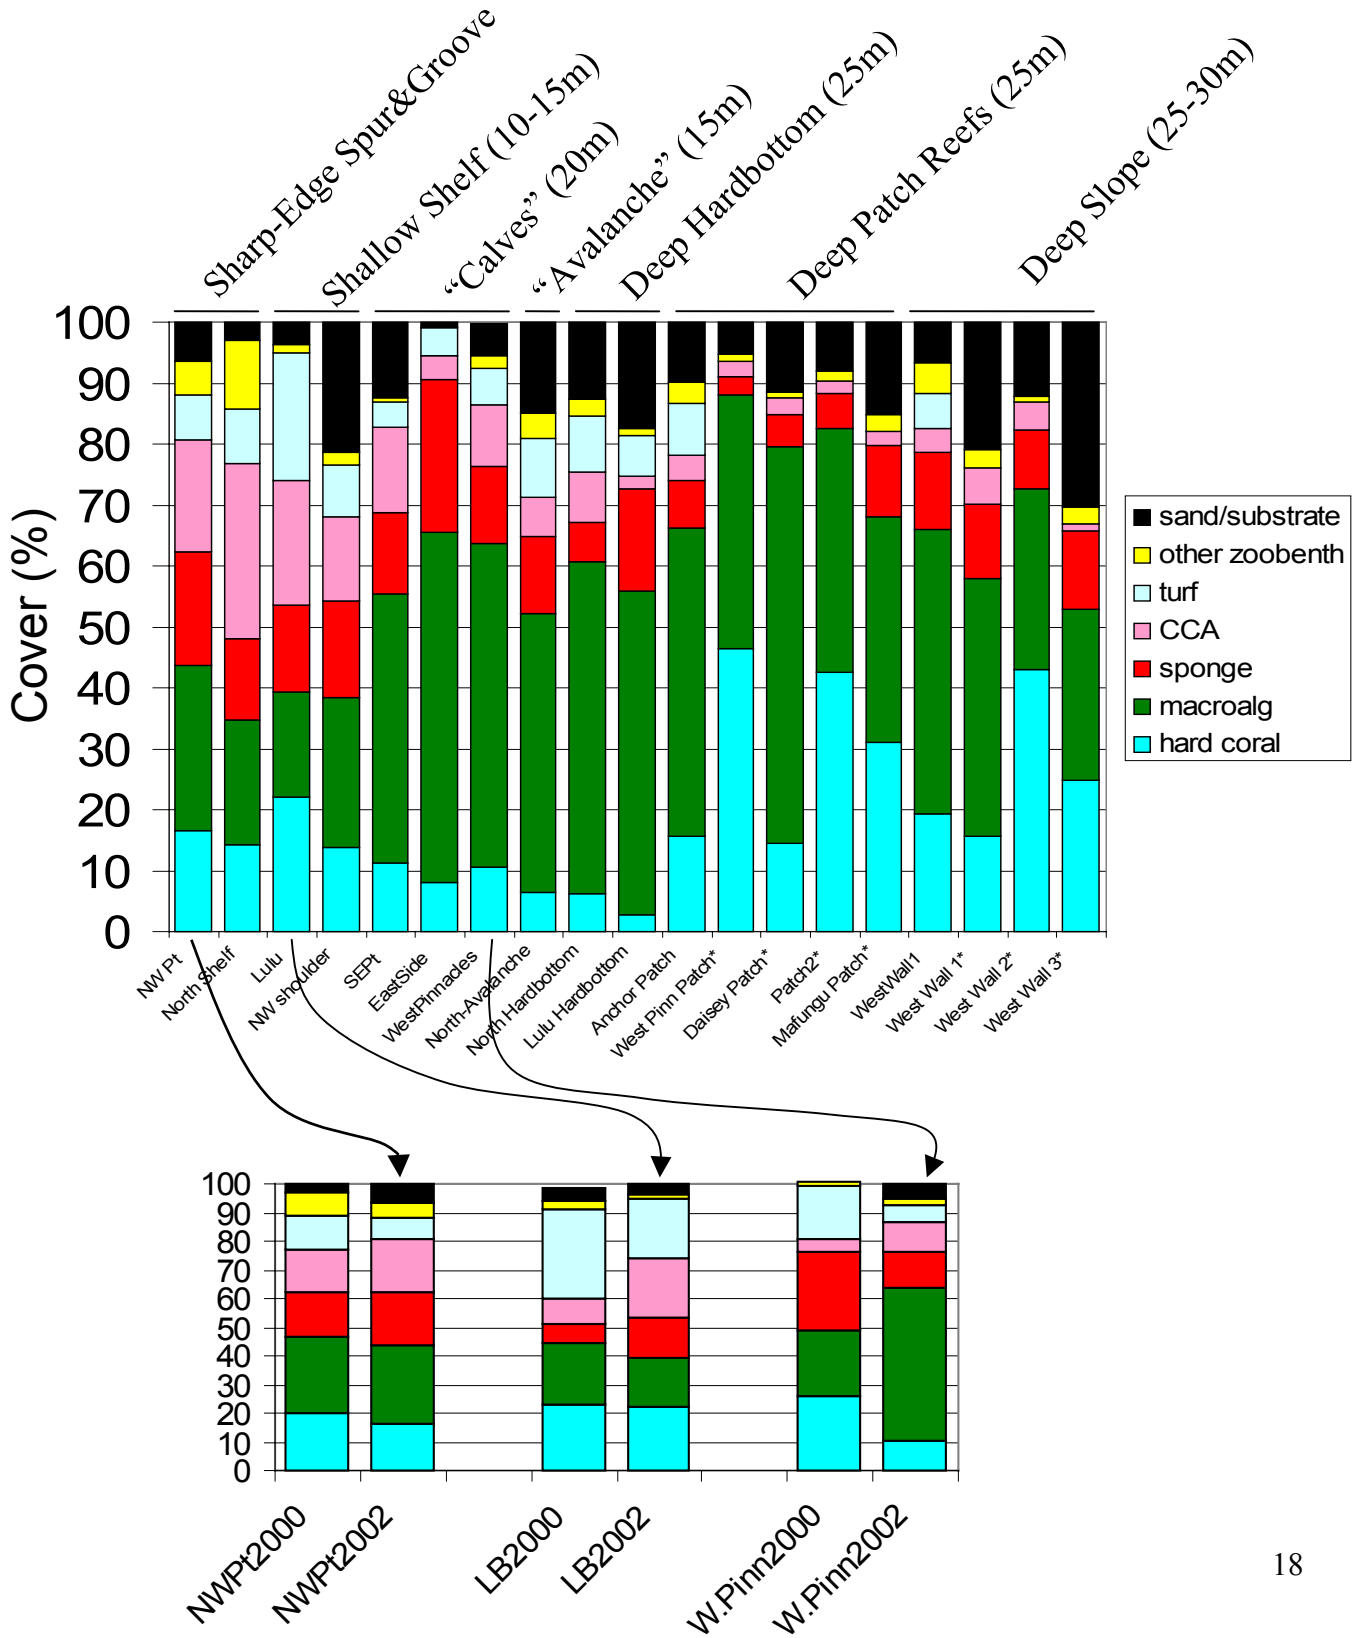 Sharp-Edge Spur&Groove
Shallow Shelf (10-15m)
“Calves” (20m)
“Avalanche” (15m)
Deep Hardbottom (25m)
Deep Patch Reefs (25m)
Deep Slope (25-30m)
Cover (%)
100
90
80
70
60
50
40
30
20
10
0
sand/substrate
other zoobenth
turf
CCA
sponge
macroalg
hard coral
NW Pt
North Shelf
Lulu
NW shoulder
SEPt
EastSide
WestPinnacles
North-Avalanche
North Hardbottom
Lulu Hardbottom
Anchor Patch
West Pinn Patch*
Daisey Patch*
Patch2*
Mafungu Patch*
WestWall1
West Wall 1*
West Wall 2*
West Wall 3*
100
90
80
70
60
50
40
30
20
10
0
NWPt2000
NWPt2002
LB2000
LB2002
W.Pinn2000
W.Pinn2002
18